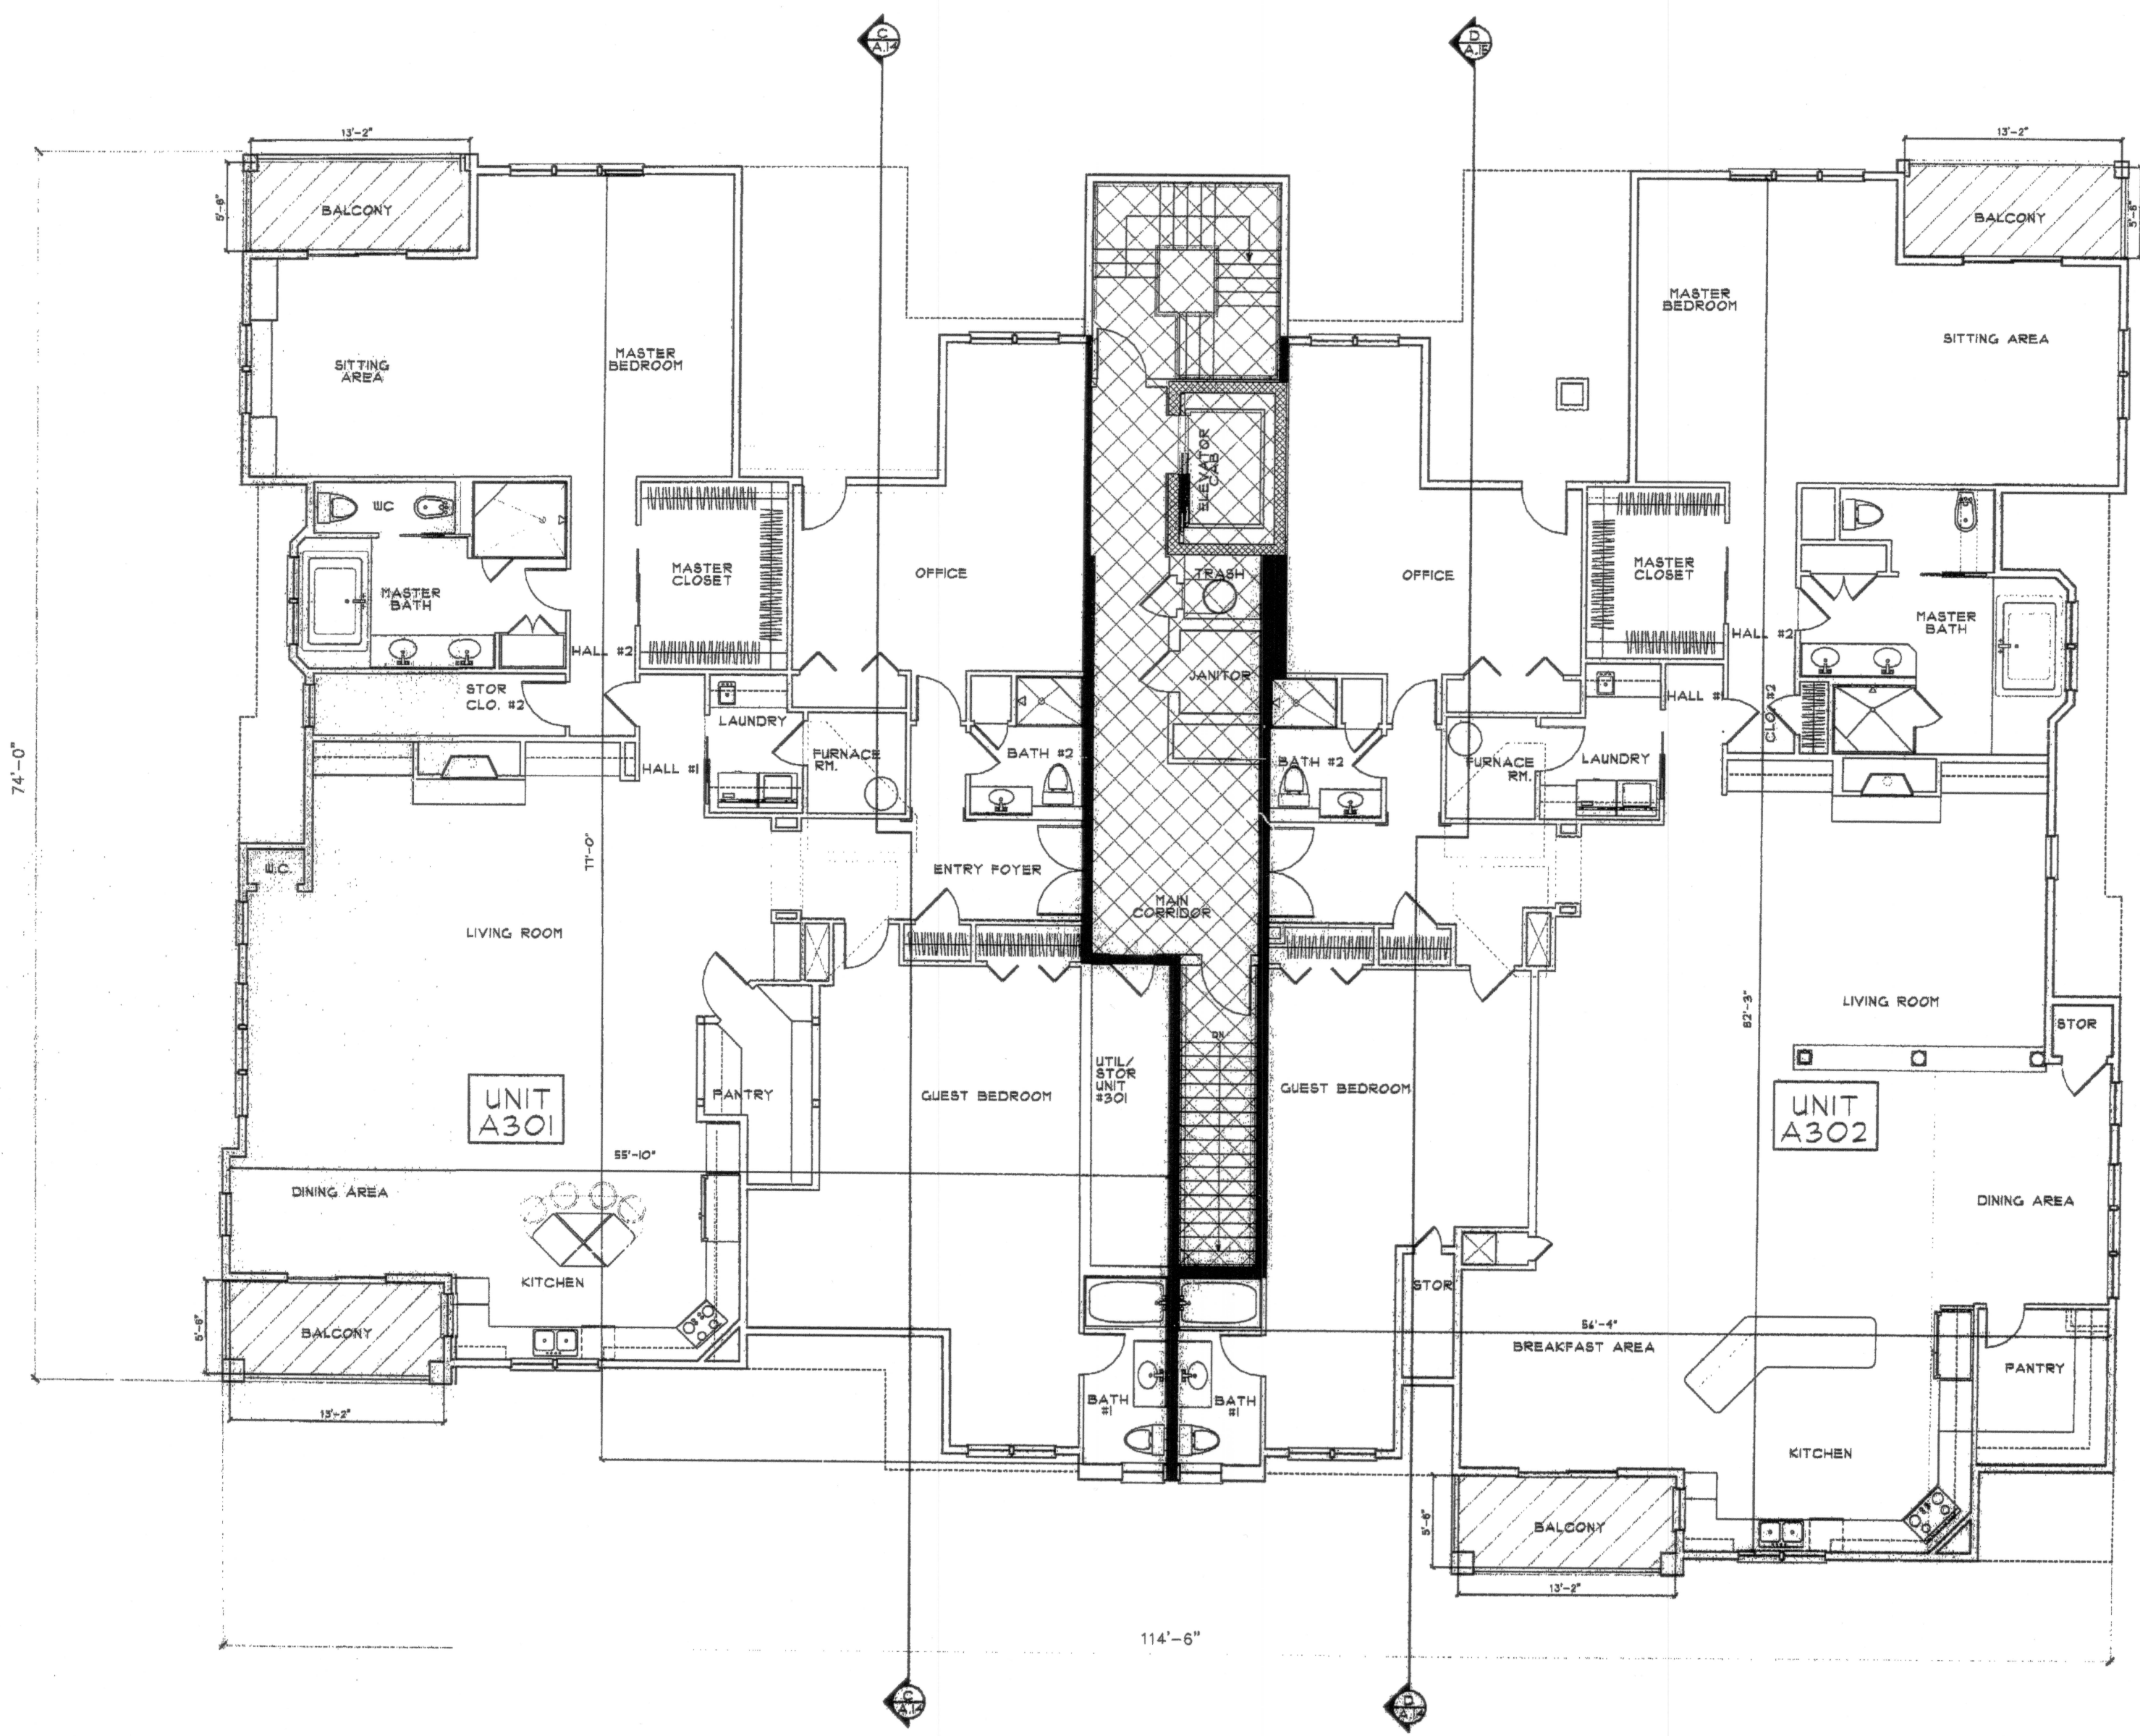 C
A.14
D
A.15
13'-2"
13'-2"
5'-8"
BALCONY
BALCONY
5'-8"
MASTER
BEDROOM
SITTING AREA
MASTER
BEDROOM
SITTING
AREA
ELEVATOR
CAB
WC
MASTER
CLOSET
OFFICE
TRASH
OFFICE
MASTER
CLOSET
MASTER
BATH
MASTER
BATH
HALL #2
HALL #2
JANITOR
STOR
CLO. #2
HALL #1
CLO. #2
LAUNDRY
FURNACE
RM.
BATH #2
BATH #2
FURNACE
RM.
LAUNDRY
HALL #1
74'-0"
77'-0"
W.C.
ENTRY FOYER
MAIN
CORRIDOR
LIVING ROOM
82'-3"
LIVING ROOM
STOR
DN
UTIL/
STOR
UNIT
#301
UNIT
A301
PANTRY
GUEST BEDROOM
GUEST BEDROOM
UNIT
A302
55'-10"
DINING AREA
DINING AREA
KITCHEN
STOR
5'-8"
BALCONY
56'-4"
BREAKFAST AREA
PANTRY
13'-2"
BATH
#1
BATH
#1
KITCHEN
5'-8"
BALCONY
13'-2"
114'-6"
C
A.14
D
A.14